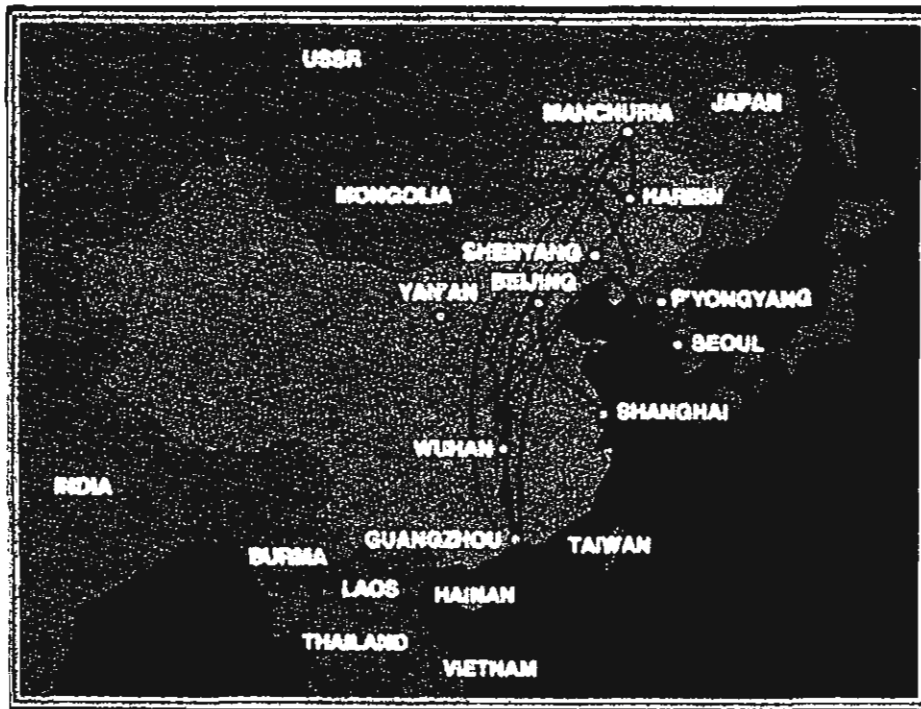 USSR
JAPAN
MANCHURIA
MONGOLIA
HARBIN
SHENYANG
BEIJING
YAN'AN
P'YONGYANG
SEOUL
SHANGHAI
WUHAN
INDIA
GUANGZHOU
TAIWAN
BURMA
LAOS
HAINAN
THAILAND
VIETNAM